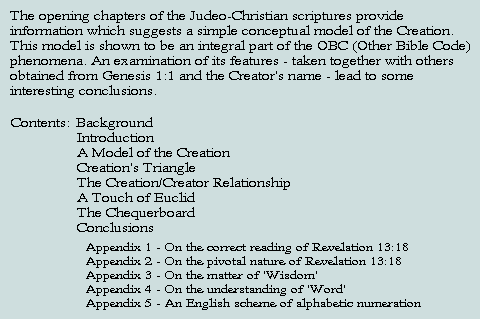 The opening chapters of the Judeo-Christian scriptures provide
information which suggests a simple conceptual model of the Creation.
This model is shown to be an integral part of the OBC (Other Bible Code)
phenomena. An examination of its features - taken together with others
obtained from Genesis 1:1 and the Creator's name - lead to some
interesting conclusions.
Contents: Background
Introduction
A Model of the Creation
Creation's Triangle
The Creation/Creator Relationship
A Touch of Euclid
The Chequerboard
Conclusions
Appendix 1 - On the correct reading of Revelation 13:18
Appendix 2 - On the pivotal nature of Revelation 13:18
Appendix 3 - On the matter of 'Wisdom'
Appendix 4 - On the understanding of 'Word'
Appendix 5 - An English scheme of alphabetic numeration